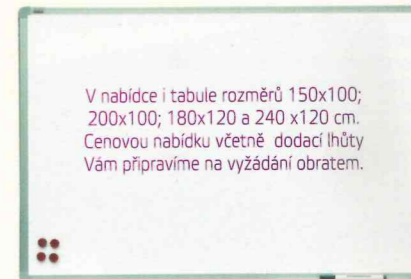 V nabídce i tabule rozměrů 150x100;
200x100; 180x120 a 240 x120 cm.
Cenovou nabídku včetně dodací lhůty
Vám připravíme na vyžádání obratem.